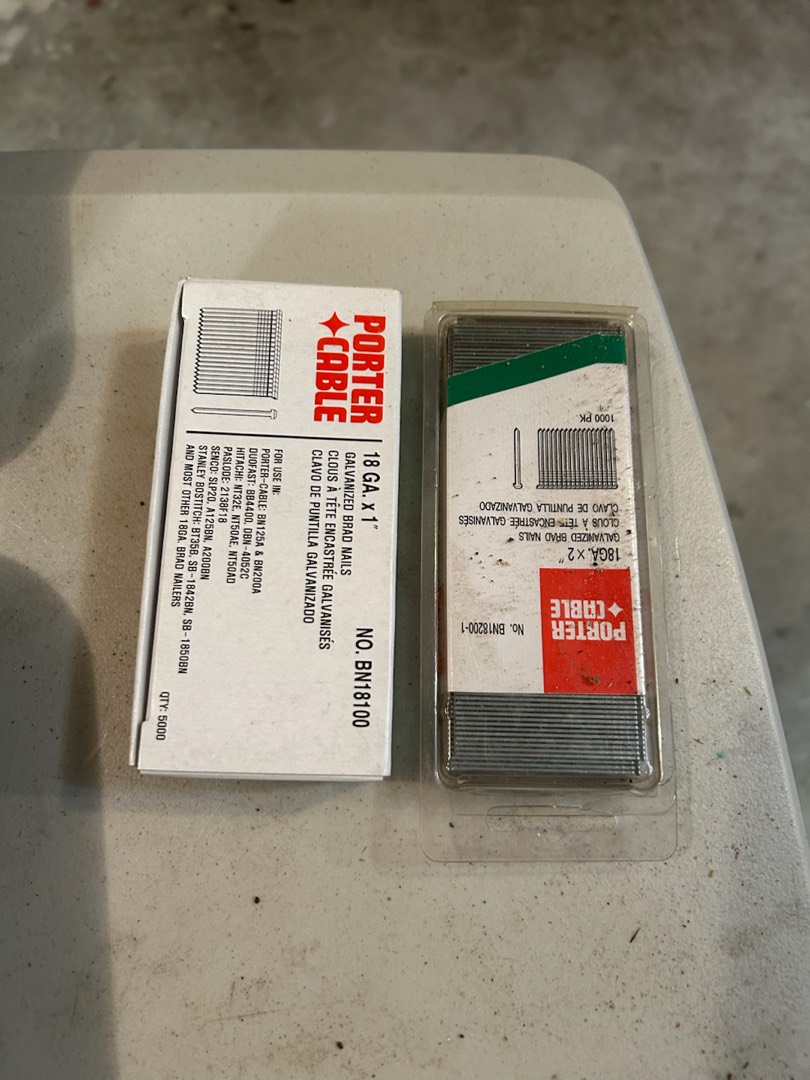 PORTER
CABLE
18 GA. x 1"
GALVANIZED BRAD NAILS
CLOUS À TÊTE ENCASTRÉE GALVANISÉS
CLAVO DE PUNTILLA GALVANIZADO
NO. BN18100
FOR USE IN:
PORTER-CABLE: BN125A & BN200A
DUOFAST: BB4400, DBN-4052C
HITACHI: NT32E, NT50AE, NT50AD
PASLODE: 2138F18
SENCO: SLP20, A125BN, A200BN
STANLEY BOSTITCH: BT35B, SB-1842BN, SB-1850BN
AND MOST OTHER 18GA. BRAD NAILERS
QTY: 5000
PORTER
CABLE
No. BN18200-1
18GA. X 2"
GALVANIZED BRAD NAILS
CLOUS À TÊTE ENCASTRÉE GALVANISÉS
CLAVO DE PUNTILLA GALVANIZADO
1000 PK